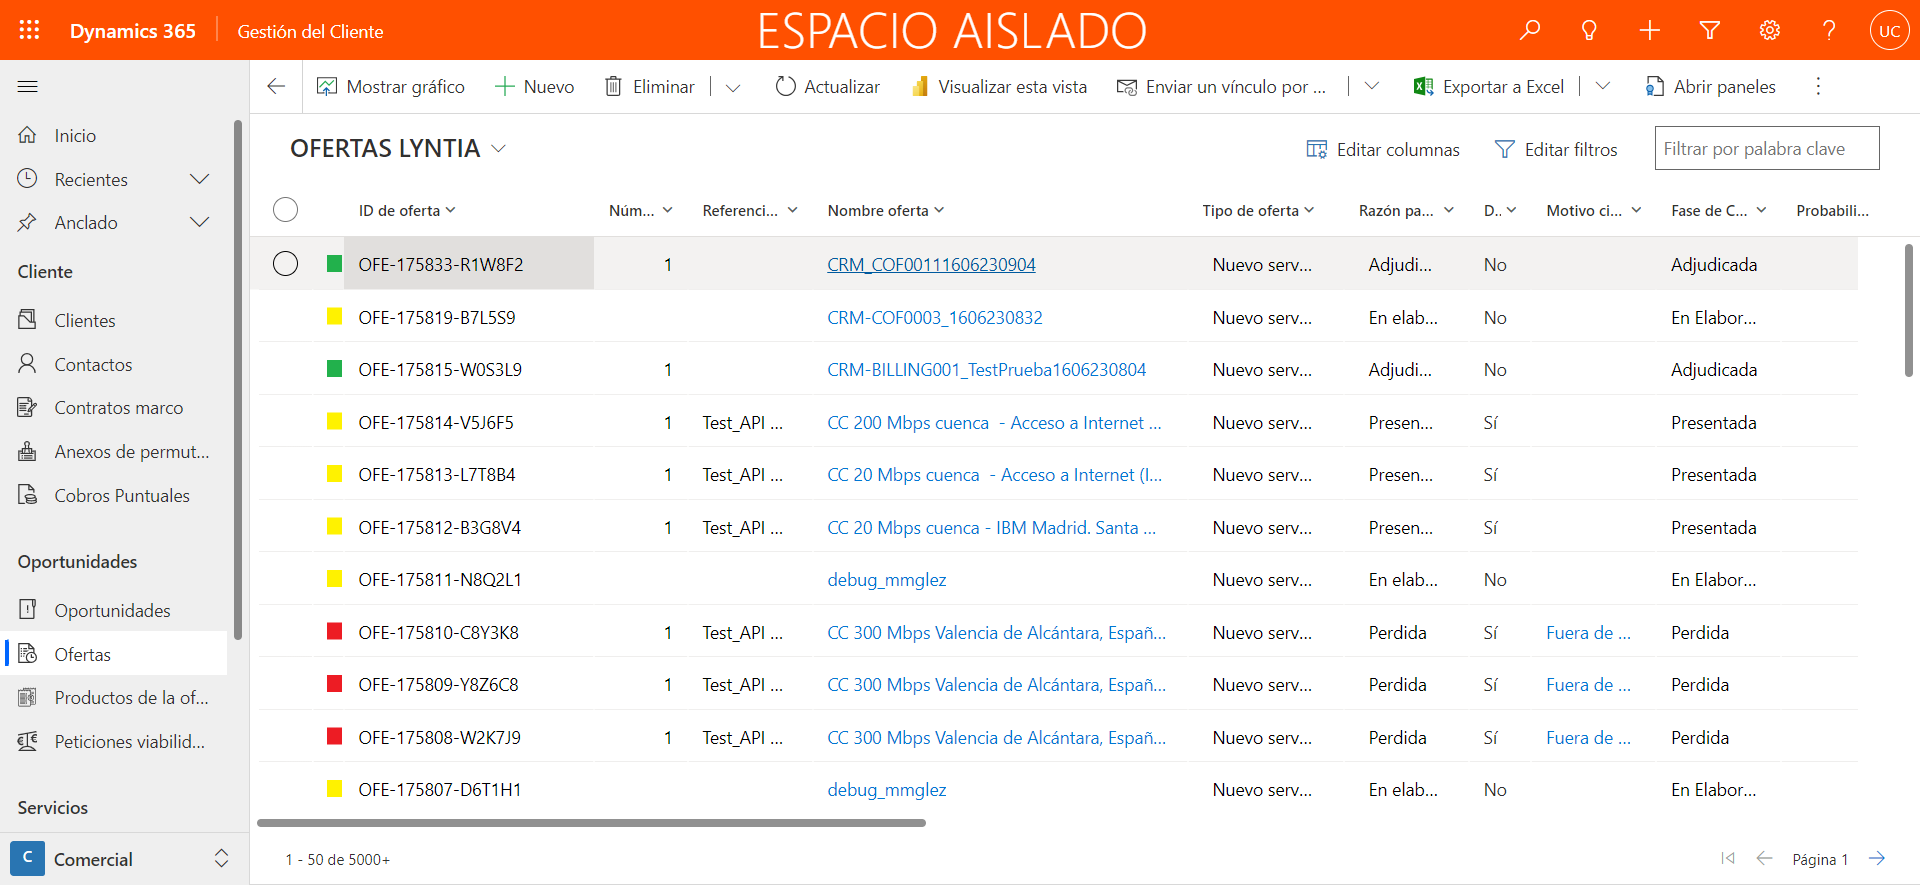 Dynamics 365
Gestión del Cliente
ESPACIO AISLADO
UC
Mostrar gráfico
Nuevo
Eliminar
Actualizar
Visualizar esta vista
Enviar un vínculo por ...
Exportar a Excel
Abrir paneles
Inicio
Recientes
Anclado
Cliente
Clientes
Contactos
Contratos marco
Anexos de permut...
Cobros Puntuales
Oportunidades
Oportunidades
Ofertas
Productos de la of...
Peticiones viabilid...
Servicios
C Comercial
OFERTAS LYNTIA
Editar columnas
Editar filtros
Filtrar por palabra clave
ID de oferta Núm... Referenci... Nombre oferta Tipo de oferta Razón pa... D.. Motivo ci... Fase de C... Probabili...
OFE-175833-R1W8F2 1 CRM_COF00111606230904 Nuevo serv... Adjudi... No Adjudicada
OFE-175819-B7L5S9 CRM-COF0003_1606230832 Nuevo serv... En elab... No En Elabor...
OFE-175815-W0S3L9 1 CRM-BILLING001_TestPrueba1606230804 Nuevo serv... Adjudi... No Adjudicada
OFE-175814-V5J6F5 1 Test_API ... CC 200 Mbps cuenca - Acceso a Internet ... Nuevo serv... Presen... Sí Presentada
OFE-175813-L7T8B4 1 Test_API ... CC 20 Mbps cuenca - Acceso a Internet (I... Nuevo serv... Presen... Sí Presentada
OFE-175812-B3G8V4 1 Test_API ... CC 20 Mbps cuenca - IBM Madrid. Santa ... Nuevo serv... Presen... Sí Presentada
OFE-175811-N8Q2L1 debug_mmglez Nuevo serv... En elab... No En Elabor...
OFE-175810-C8Y3K8 1 Test_API ... CC 300 Mbps Valencia de Alcántara, Españ... Nuevo serv... Perdida Sí Fuera de ... Perdida
OFE-175809-Y8Z6C8 1 Test_API ... CC 300 Mbps Valencia de Alcántara, Españ... Nuevo serv... Perdida Sí Fuera de ... Perdida
OFE-175808-W2K7J9 1 Test_API ... CC 300 Mbps Valencia de Alcántara, Españ... Nuevo serv... Perdida Sí Fuera de ... Perdida
OFE-175807-D6T1H1 debug_mmglez Nuevo serv... En elab... No En Elabor...
1 - 50 de 5000+
Página 1